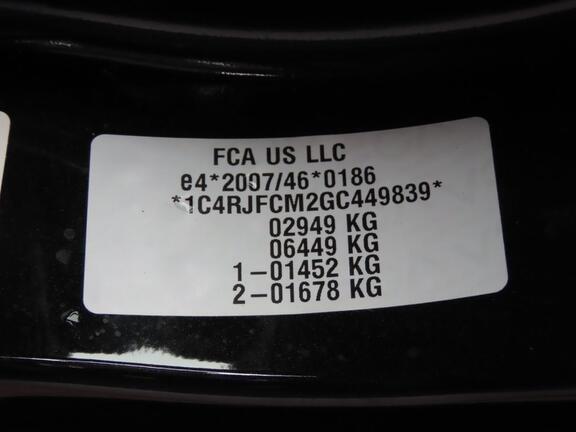 FCA US LLC
e4*2007/46*0186
*1C4RJFCM2GC449839*
02949 KG
06449 KG
1-01452 KG
2-01678 KG